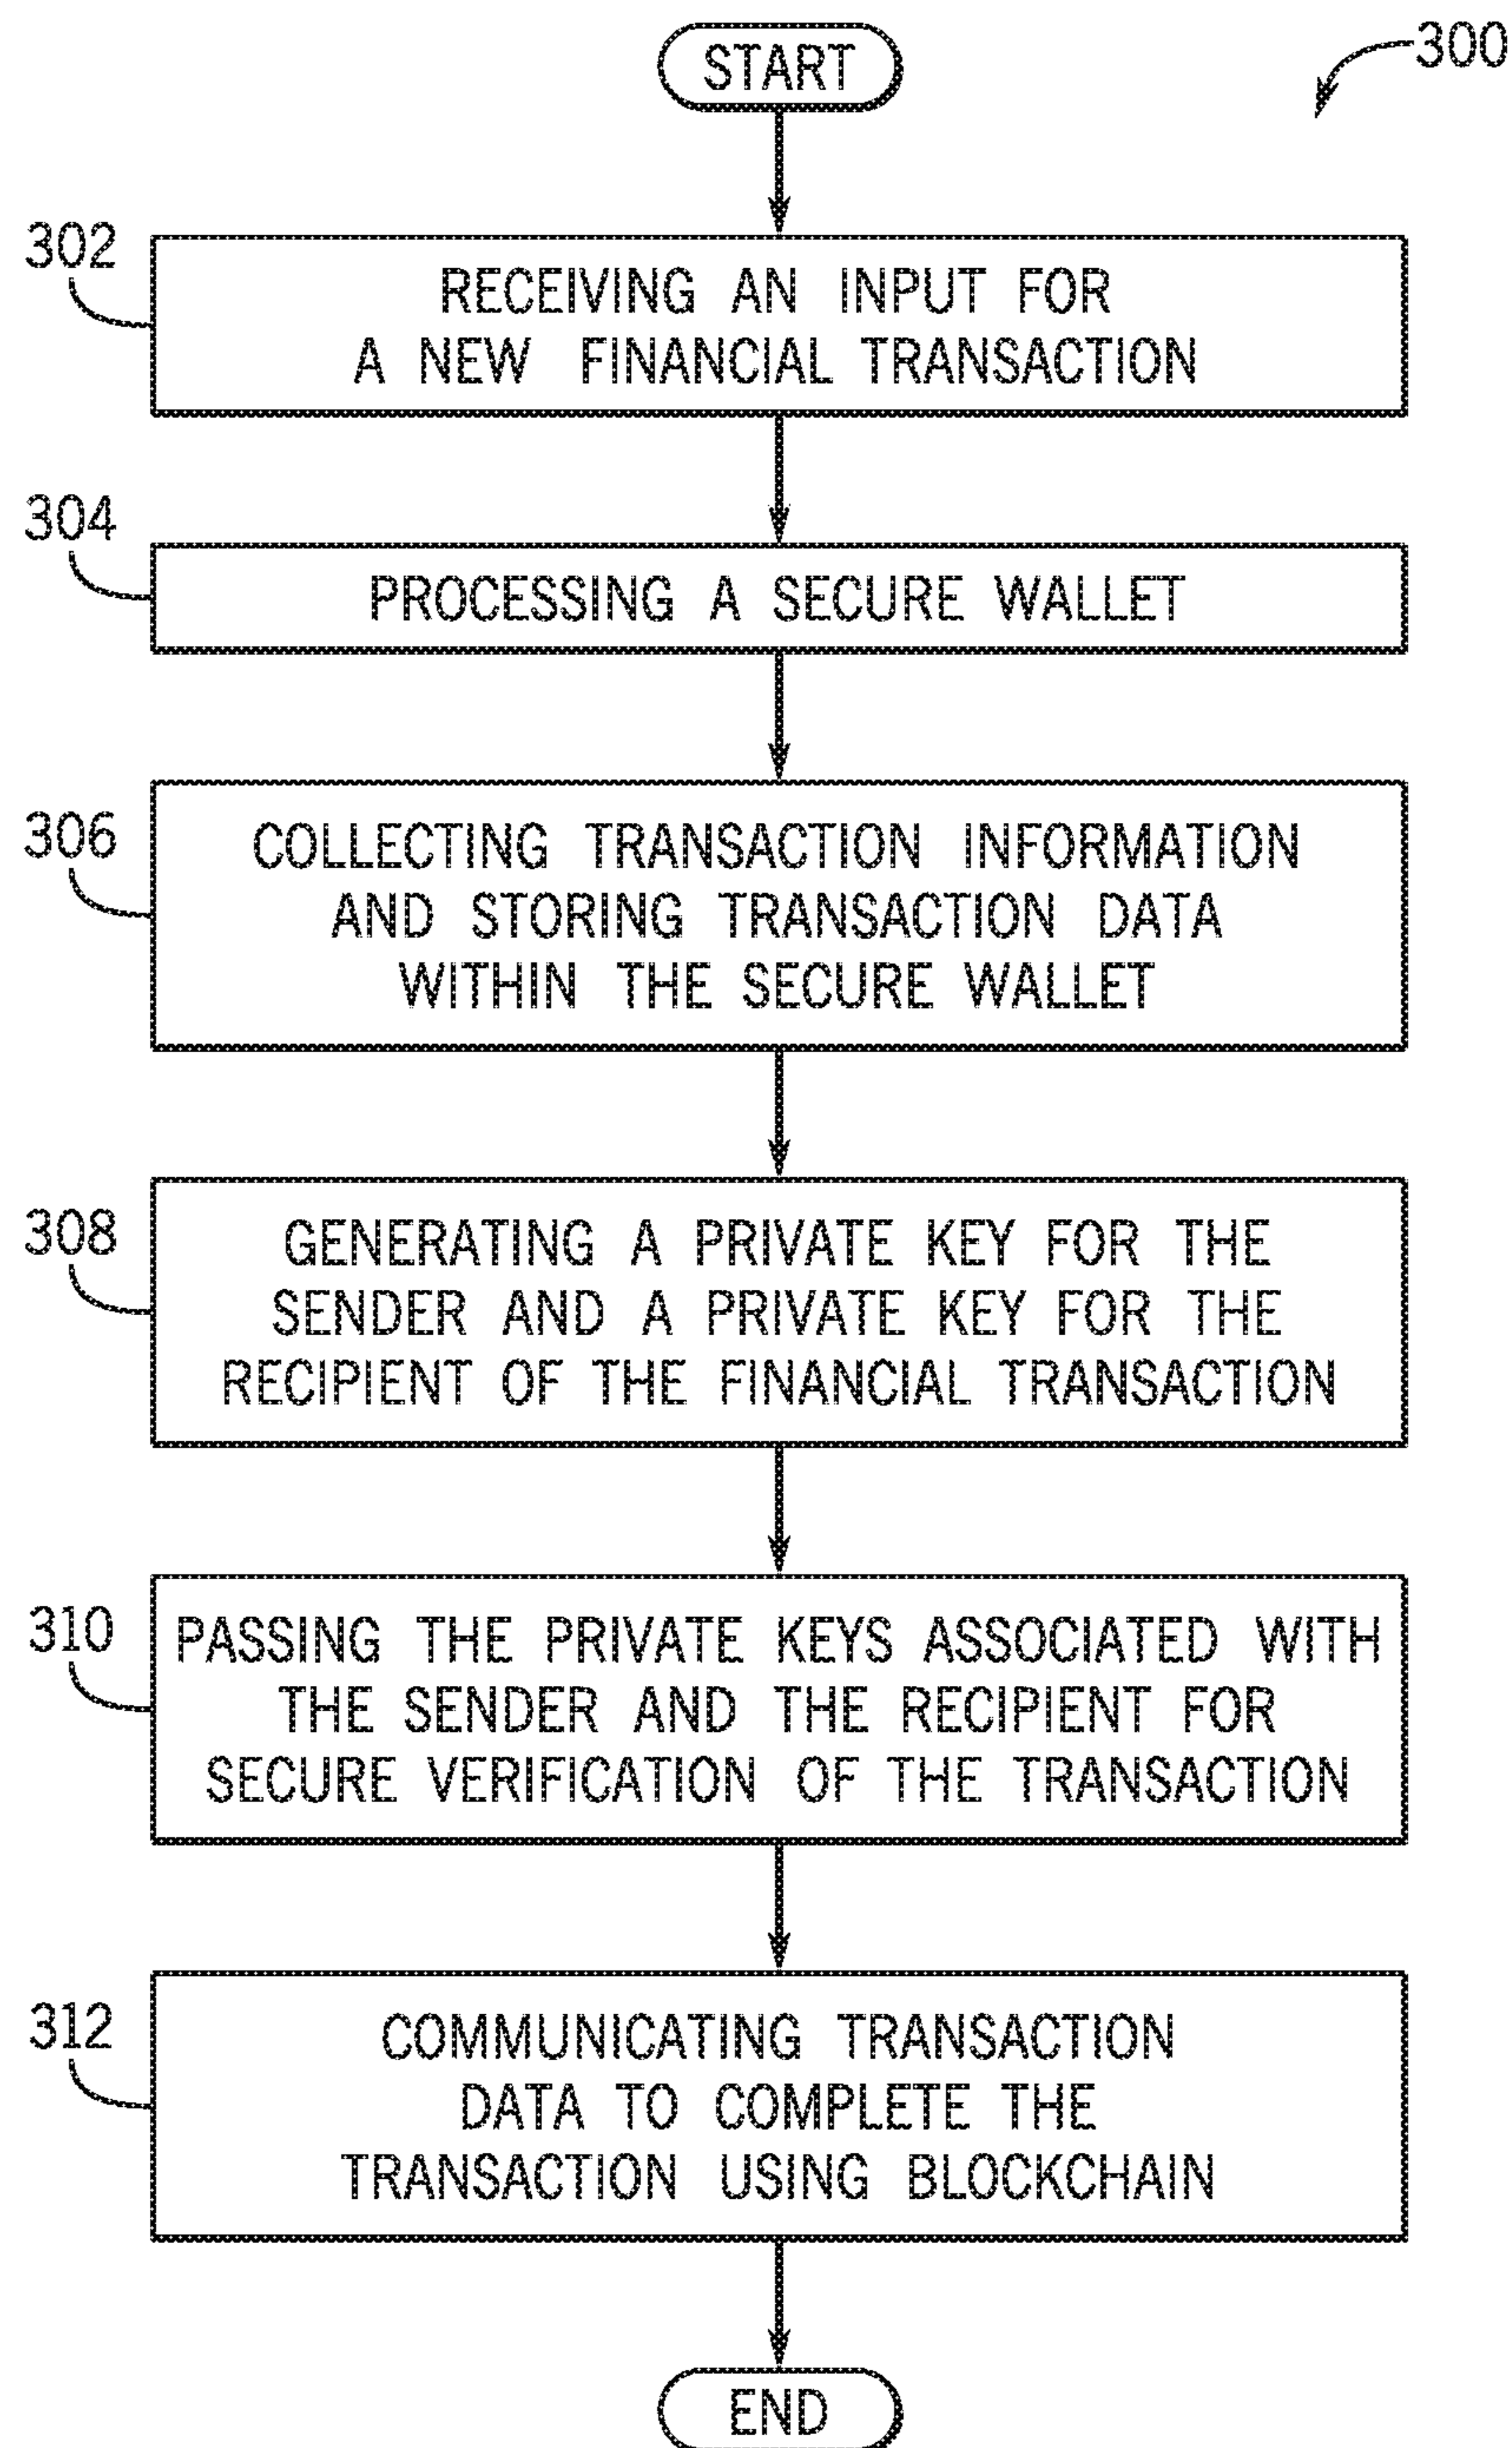 START
300
302
RECEIVING AN INPUT FOR
A NEW FINANCIAL TRANSACTION
304
PROCESSING A SECURE WALLET
306
COLLECTING TRANSACTION INFORMATION
AND STORING TRANSACTION DATA
WITHIN THE SECURE WALLET
308
GENERATING A PRIVATE KEY FOR THE
SENDER AND A PRIVATE KEY FOR THE
RECIPIENT OF THE FINANCIAL TRANSACTION
310
PASSING THE PRIVATE KEYS ASSOCIATED WITH
THE SENDER AND THE RECIPIENT FOR
SECURE VERIFICATION OF THE TRANSACTION
312
COMMUNICATING TRANSACTION
DATA TO COMPLETE THE
TRANSACTION USING BLOCKCHAIN
END